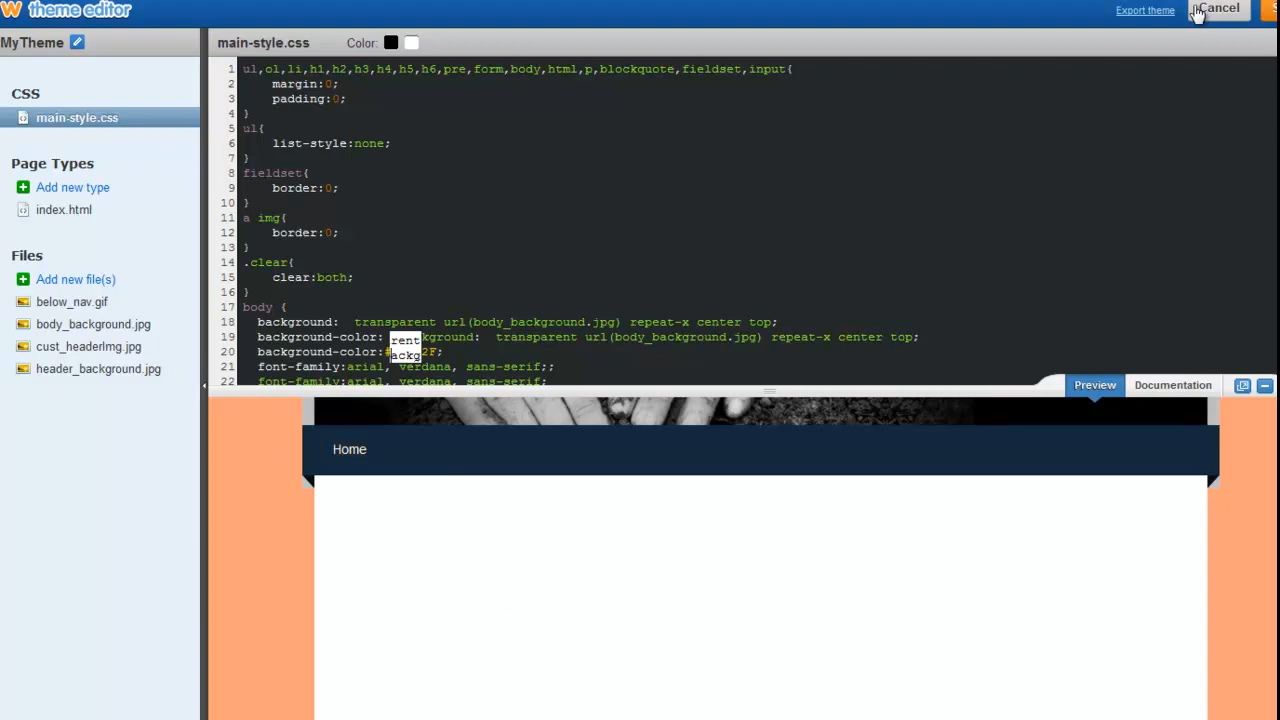 W theme editor
Export theme
Cancel
MyTheme
main-style.css
Color:
CSS
main-style.css
Page Types
Add new type
index.html
Files
Add new file(s)
below_nav.gif
body_background.jpg
cust_headerImg.jpg
header_background.jpg
1 ul,ol,li,h1,h2,h3,h4,h5,h6,pre,form,body,html,p,blockquote,fieldset,input{
2 margin:0;
3 padding:0;
4 }
5 ul{
6 list-style:none;
7 }
8 fieldset{
9 border:0;
10 }
11 a img{
12 border:0;
13 }
14 .clear{
15 clear:both;
16 }
17 body {
18 background: transparent url(body_background.jpg) repeat-x center top;
19 background-color: rent kground: transparent url(body_background.jpg) repeat-x center top;
20 background-color:# ackg 2F;
21 font-family:arial, verdana, sans-serif;;
22 font-family:arial, verdana, sans-serif;
Preview
Documentation
Home